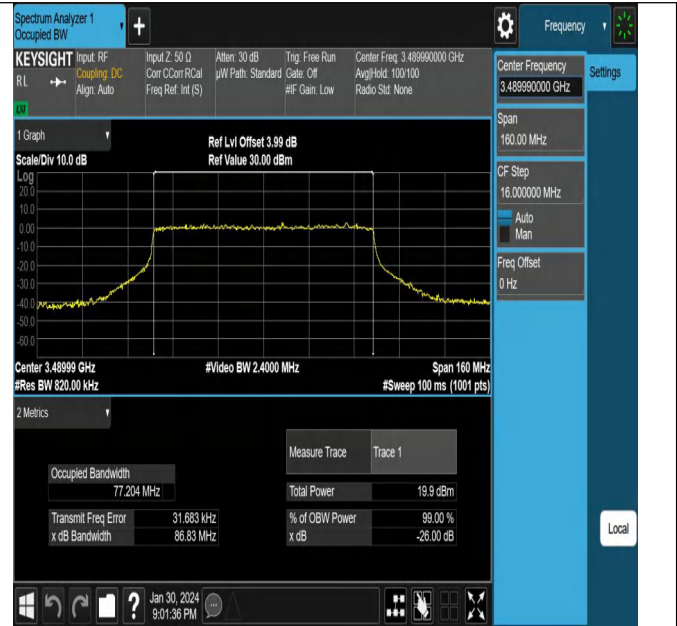 Spectrum Analyzer 1
Occupied BW
Frequency
KEYSIGHT
RL
LXI
Input: RF
Coupling: DC
Align: Auto
Input Z: 50 Ω
Corr CCorr RCal
Freq Ref: Int (S)
Atten: 30 dB
µW Path: Standard
Trig: Free Run
Gate: Off
#IF Gain: Low
Center Freq: 3.489990000 GHz
Avg|Hold: 100/100
Radio Std: None
Center Frequency
3.489990000 GHz
Settings
Span
160.00 MHz
CF Step
16.000000 MHz
Auto
Man
Freq Offset
0 Hz
1 Graph
Scale/Div 10.0 dB
Ref Lvl Offset 3.99 dB
Ref Value 30.00 dBm
Log
20.0
10.0
0.00
-10.0
-20.0
-30.0
-40.0
-50.0
-60.0
Center 3.48999 GHz
#Video BW 2.4000 MHz
Span 160 MHz
#Res BW 820.00 kHz
#Sweep 100 ms (1001 pts)
2 Metrics
Measure Trace
Trace 1
Occupied Bandwidth
77.204 MHz
Total Power
19.9 dBm
Transmit Freq Error
31.683 kHz
% of OBW Power
99.00 %
x dB Bandwidth
86.83 MHz
x dB
-26.00 dB
Local
Jan 30, 2024
9:01:36 PM